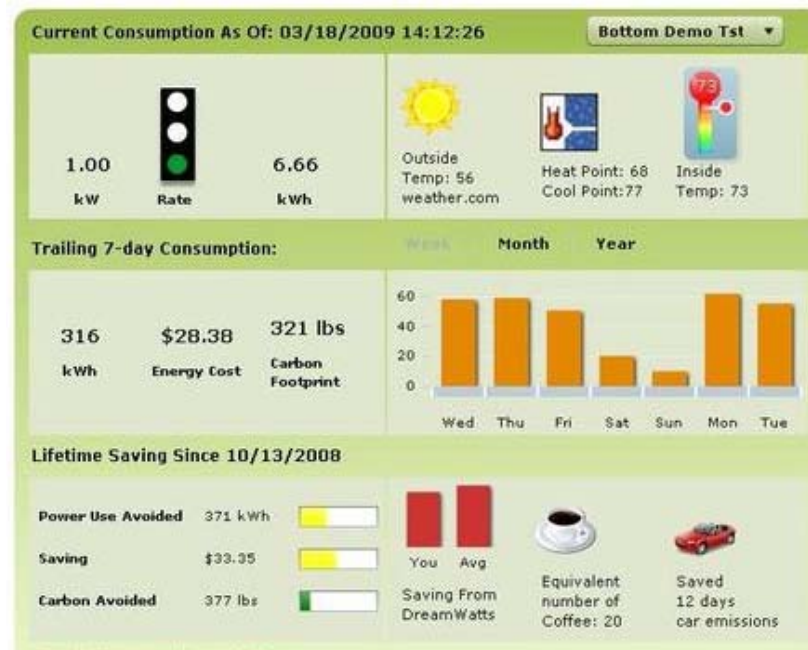 Current Consumption As Of: 03/18/2009 14:12:26
Bottom Demo Tst
1.00
kW
Rate
6.66
kWh
Outside
Temp: 56
weather.com
Heat Point: 68
Cool Point:77
73
Inside
Temp: 73
Trailing 7-day Consumption:
Week
Month
Year
316
kWh
$28.38
Energy Cost
321 lbs
Carbon
Footprint
60
40
20
0
Wed Thu Fri Sat Sun Mon Tue
Lifetime Saving Since 10/13/2008
Power Use Avoided 371 kWh
Saving $33.35
Carbon Avoided 377 lbs
You Avg
Saving From
DreamWatts
Equivalent
number of
Coffee: 20
Saved
12 days
car emissions